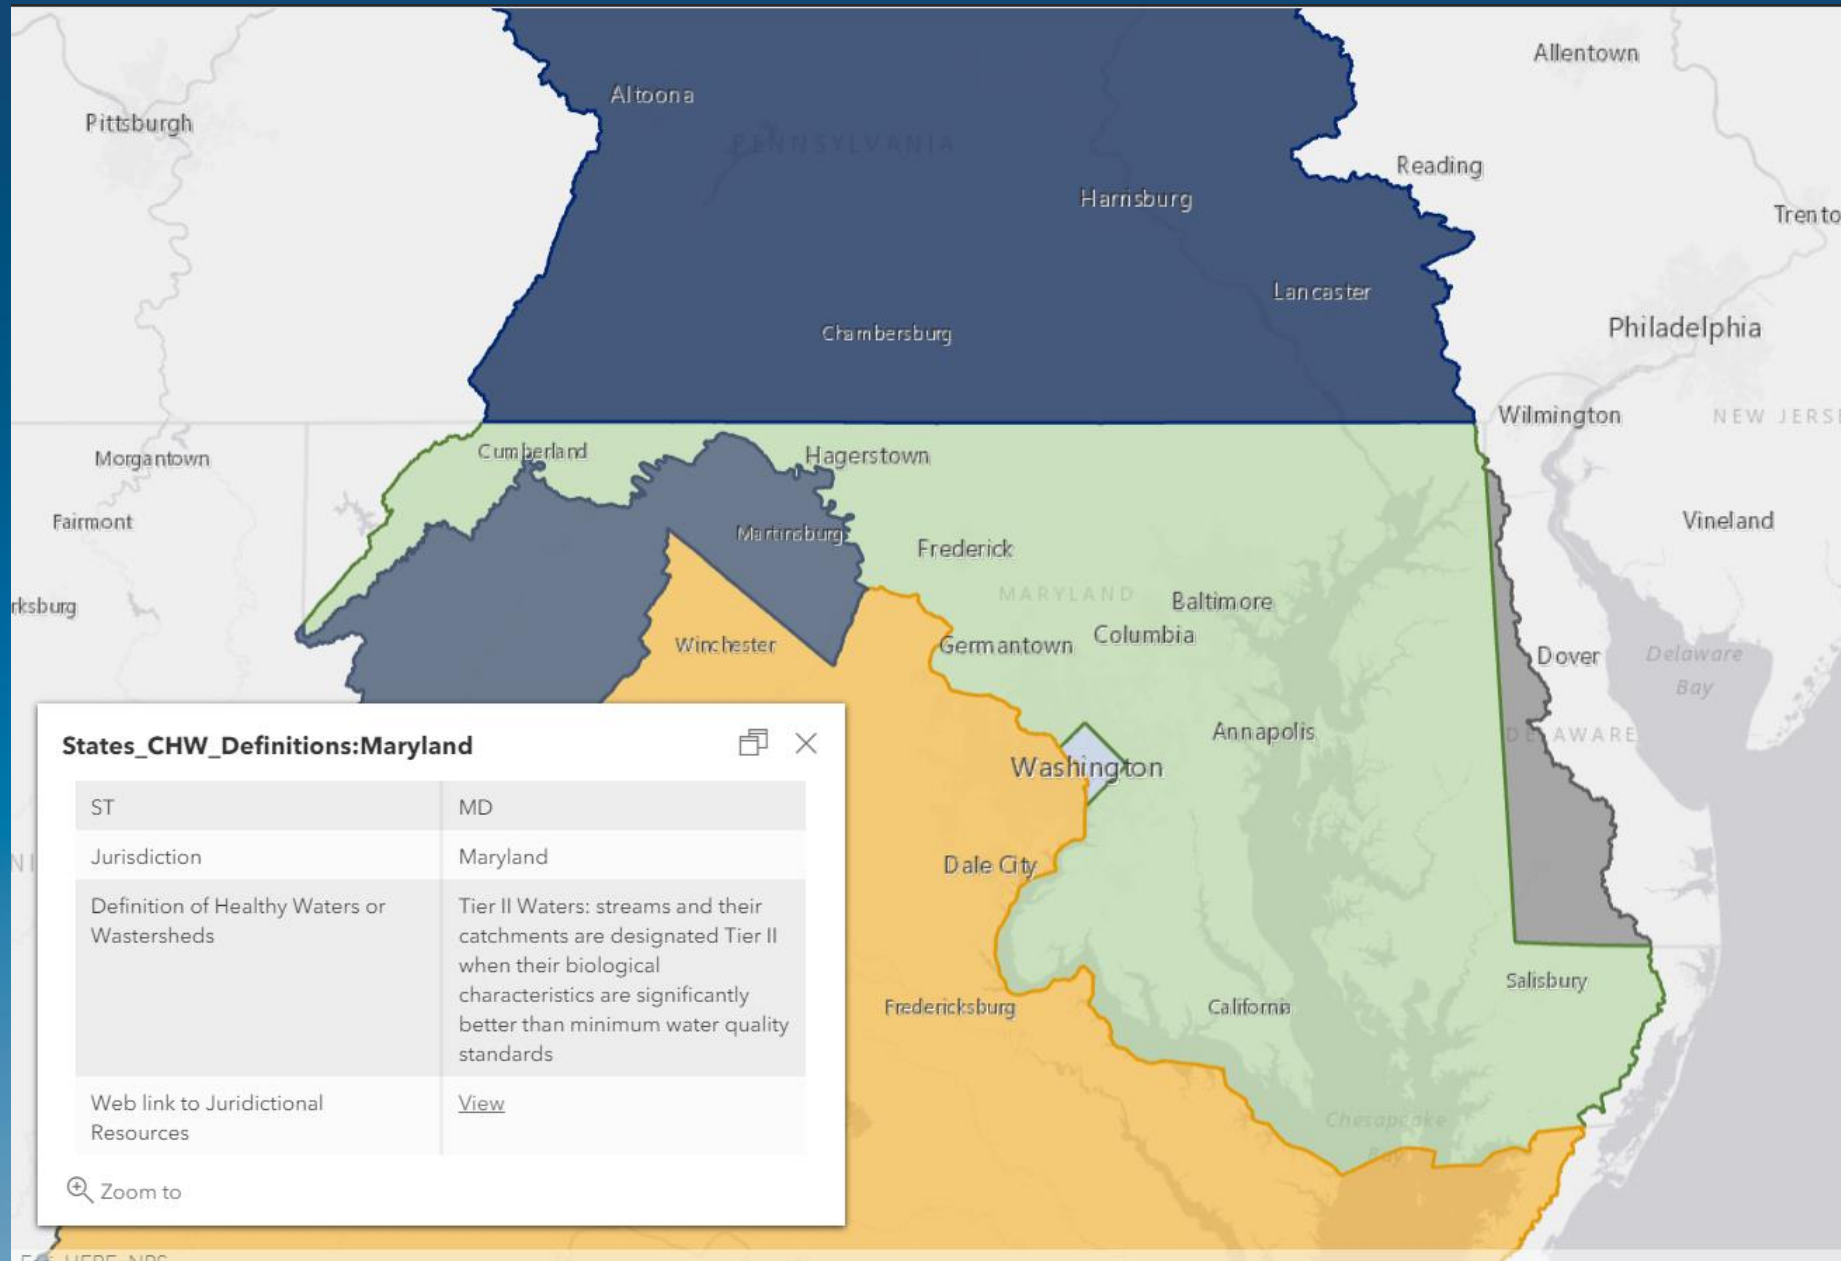 Allentown
Altoona
Pittsburgh
PENNSYLVANIA
Reading
Harrisburg
Trento
Lancaster
Chambersburg
Philadelphia
Wilmington
NEW JERSE
Cumberland
Hagerstown
Morgantown
Fairmont
Martinsburg
Vineland
Frederick
MARYLAND
Baltimore
rksburg
Columbia
Winchester
Germantown
Dover
Delaware
Bay
Annapolis
DELAWARE
Washington
Dale City
Salisbury
Fredericksburg
California
Chesapeake
Bay
States_CHW_Definitions:Maryland
ST MD
Jurisdiction Maryland
Definition of Healthy Waters or
Wastersheds
Tier II Waters: streams and their
catchments are designated Tier II
when their biological
characteristics are significantly
better than minimum water quality
standards
Web link to Juridictional
Resources
View
Zoom to
HERE, NPS